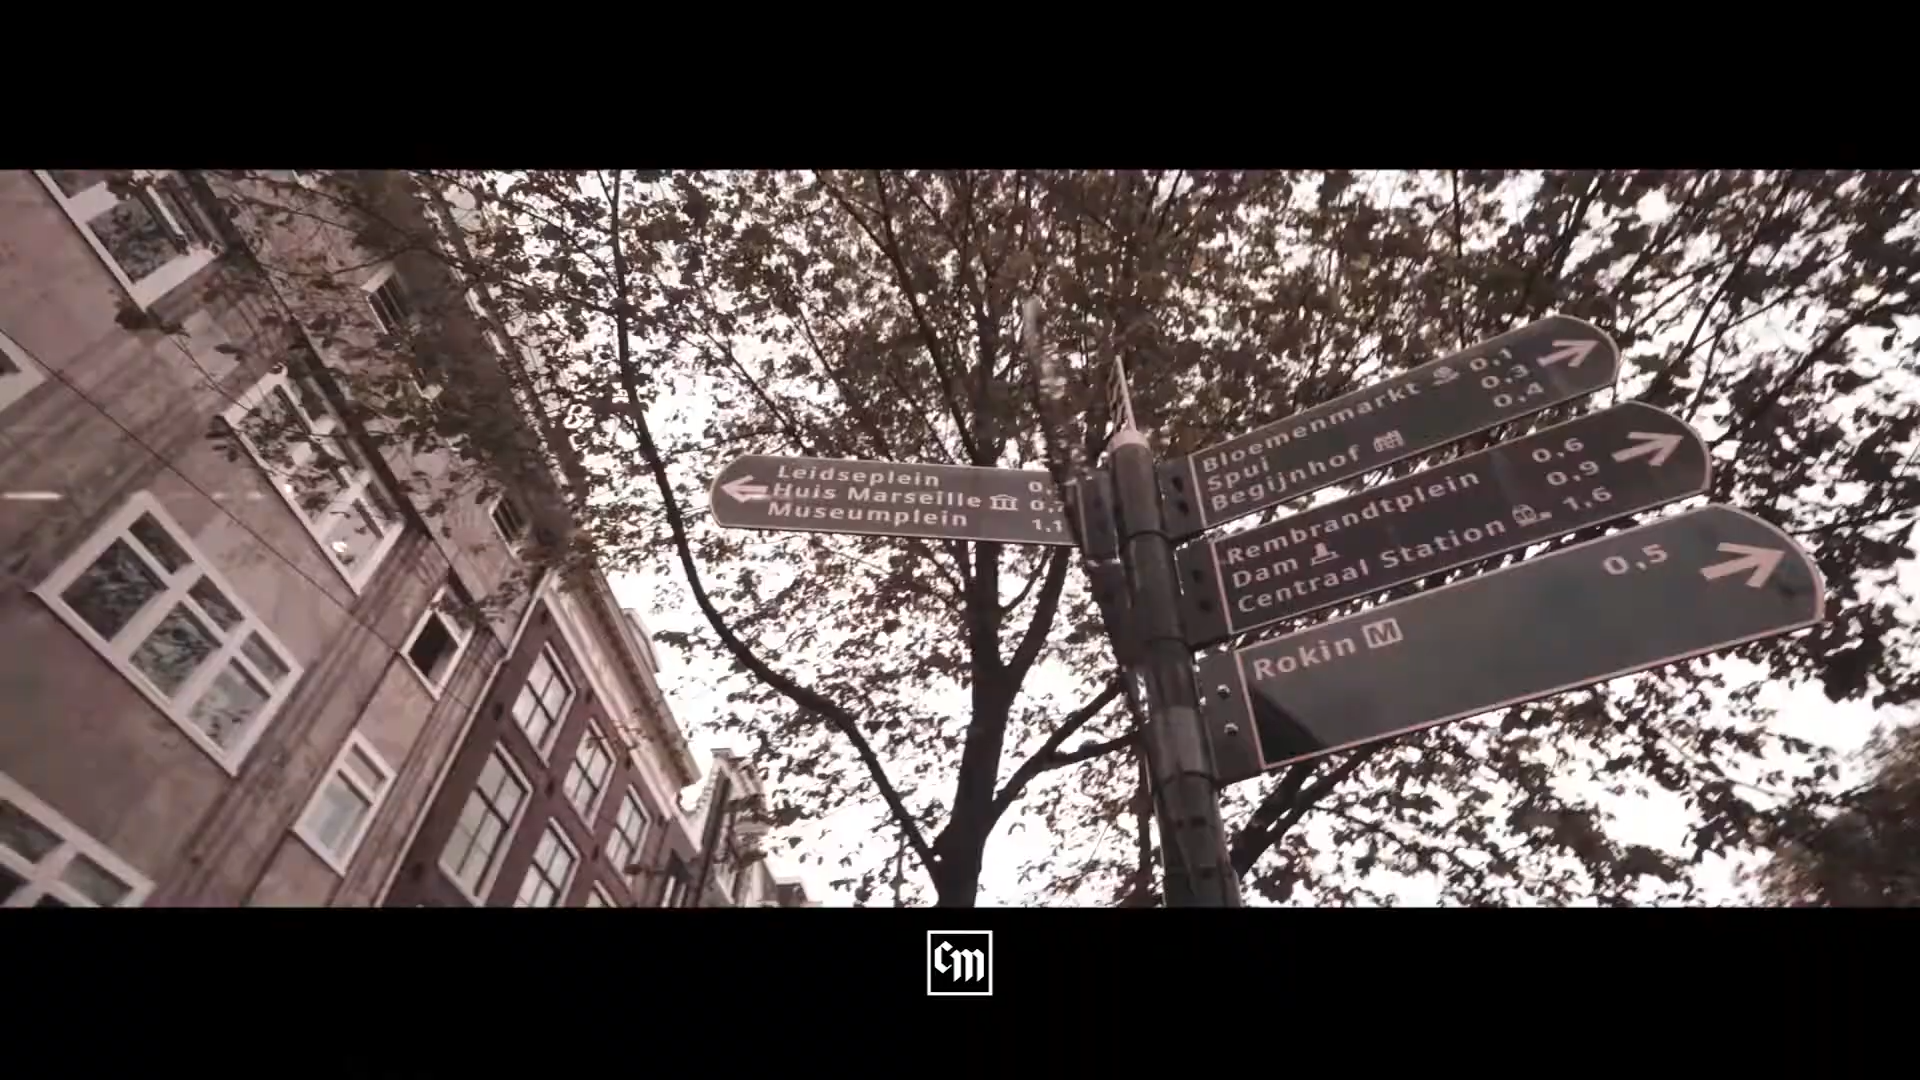 Leidseplein
Huis Marseille
Museumplein 1,1
Bloemenmarkt 0,1
Spui 0,3
Begijnhof 0,4
Rembrandtplein 0,6
Dam 0,9
Centraal Station 1,6
Rokin M 0,5
cm